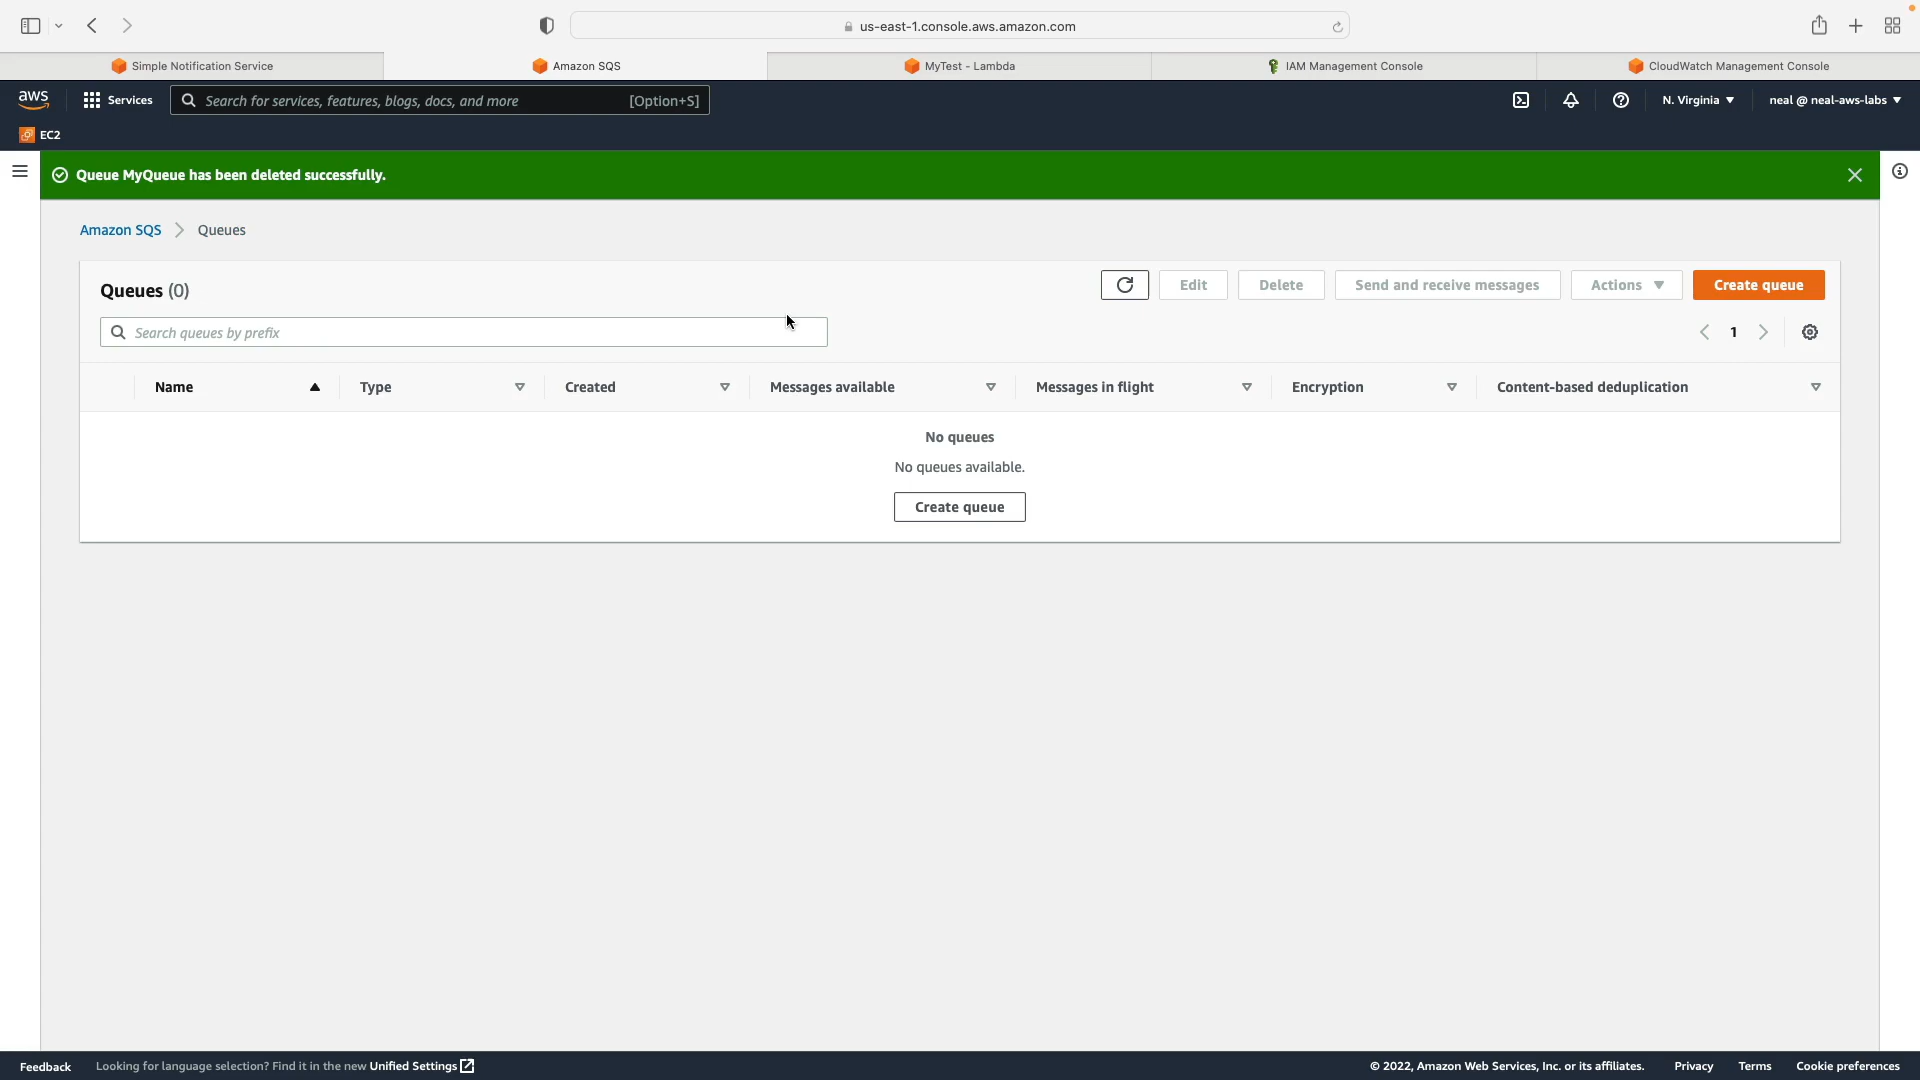 us-east-1.console.aws.amazon.com
Simple Notification Service
Amazon SQS
MyTest - Lambda
IAM Management Console
CloudWatch Management Console
aws
Services
Search for services, features, blogs, docs, and more
[Option+S]
N. Virginia
neal @ neal-aws-labs
EC2
Queue MyQueue has been deleted successfully.
Amazon SQS
Queues
Queues (0)
Edit
Delete
Send and receive messages
Actions
Create queue
Search queues by prefix
1
Name
Type
Created
Messages available
Messages in flight
Encryption
Content-based deduplication
No queues
No queues available.
Create queue
Feedback
Looking for language selection? Find it in the new Unified Settings
© 2022, Amazon Web Services, Inc. or its affiliates.
Privacy
Terms
Cookie preferences